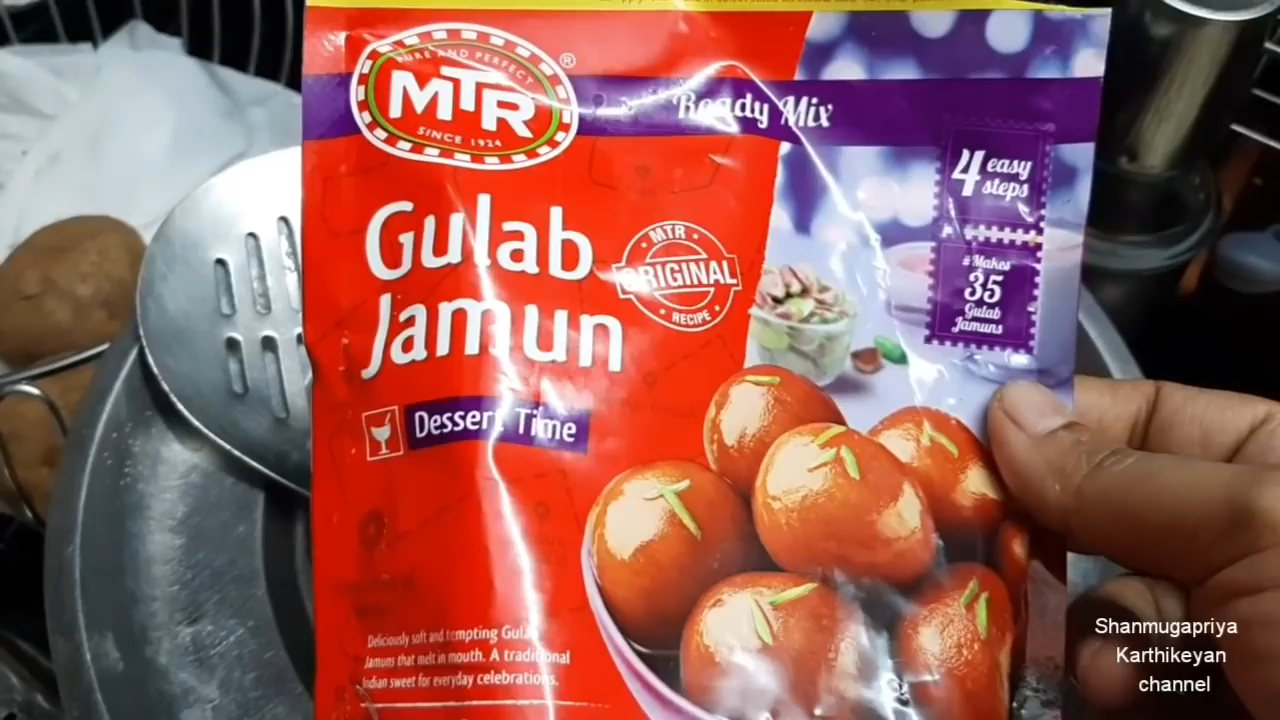 PURE AND PERFECT
MTR
SINCE 1924
®
Ready Mix
4 easy
steps
#Makes
35
Gulab
Jamuns
Gulab
Jamun
MTR
ORIGINAL
RECIPE
Dessert Time
Deliciously soft and tempting Gulab
Jamuns that melt in mouth. A traditional
Indian sweet for everyday celebrations.
Shanmugapriya
Karthikeyan
channel